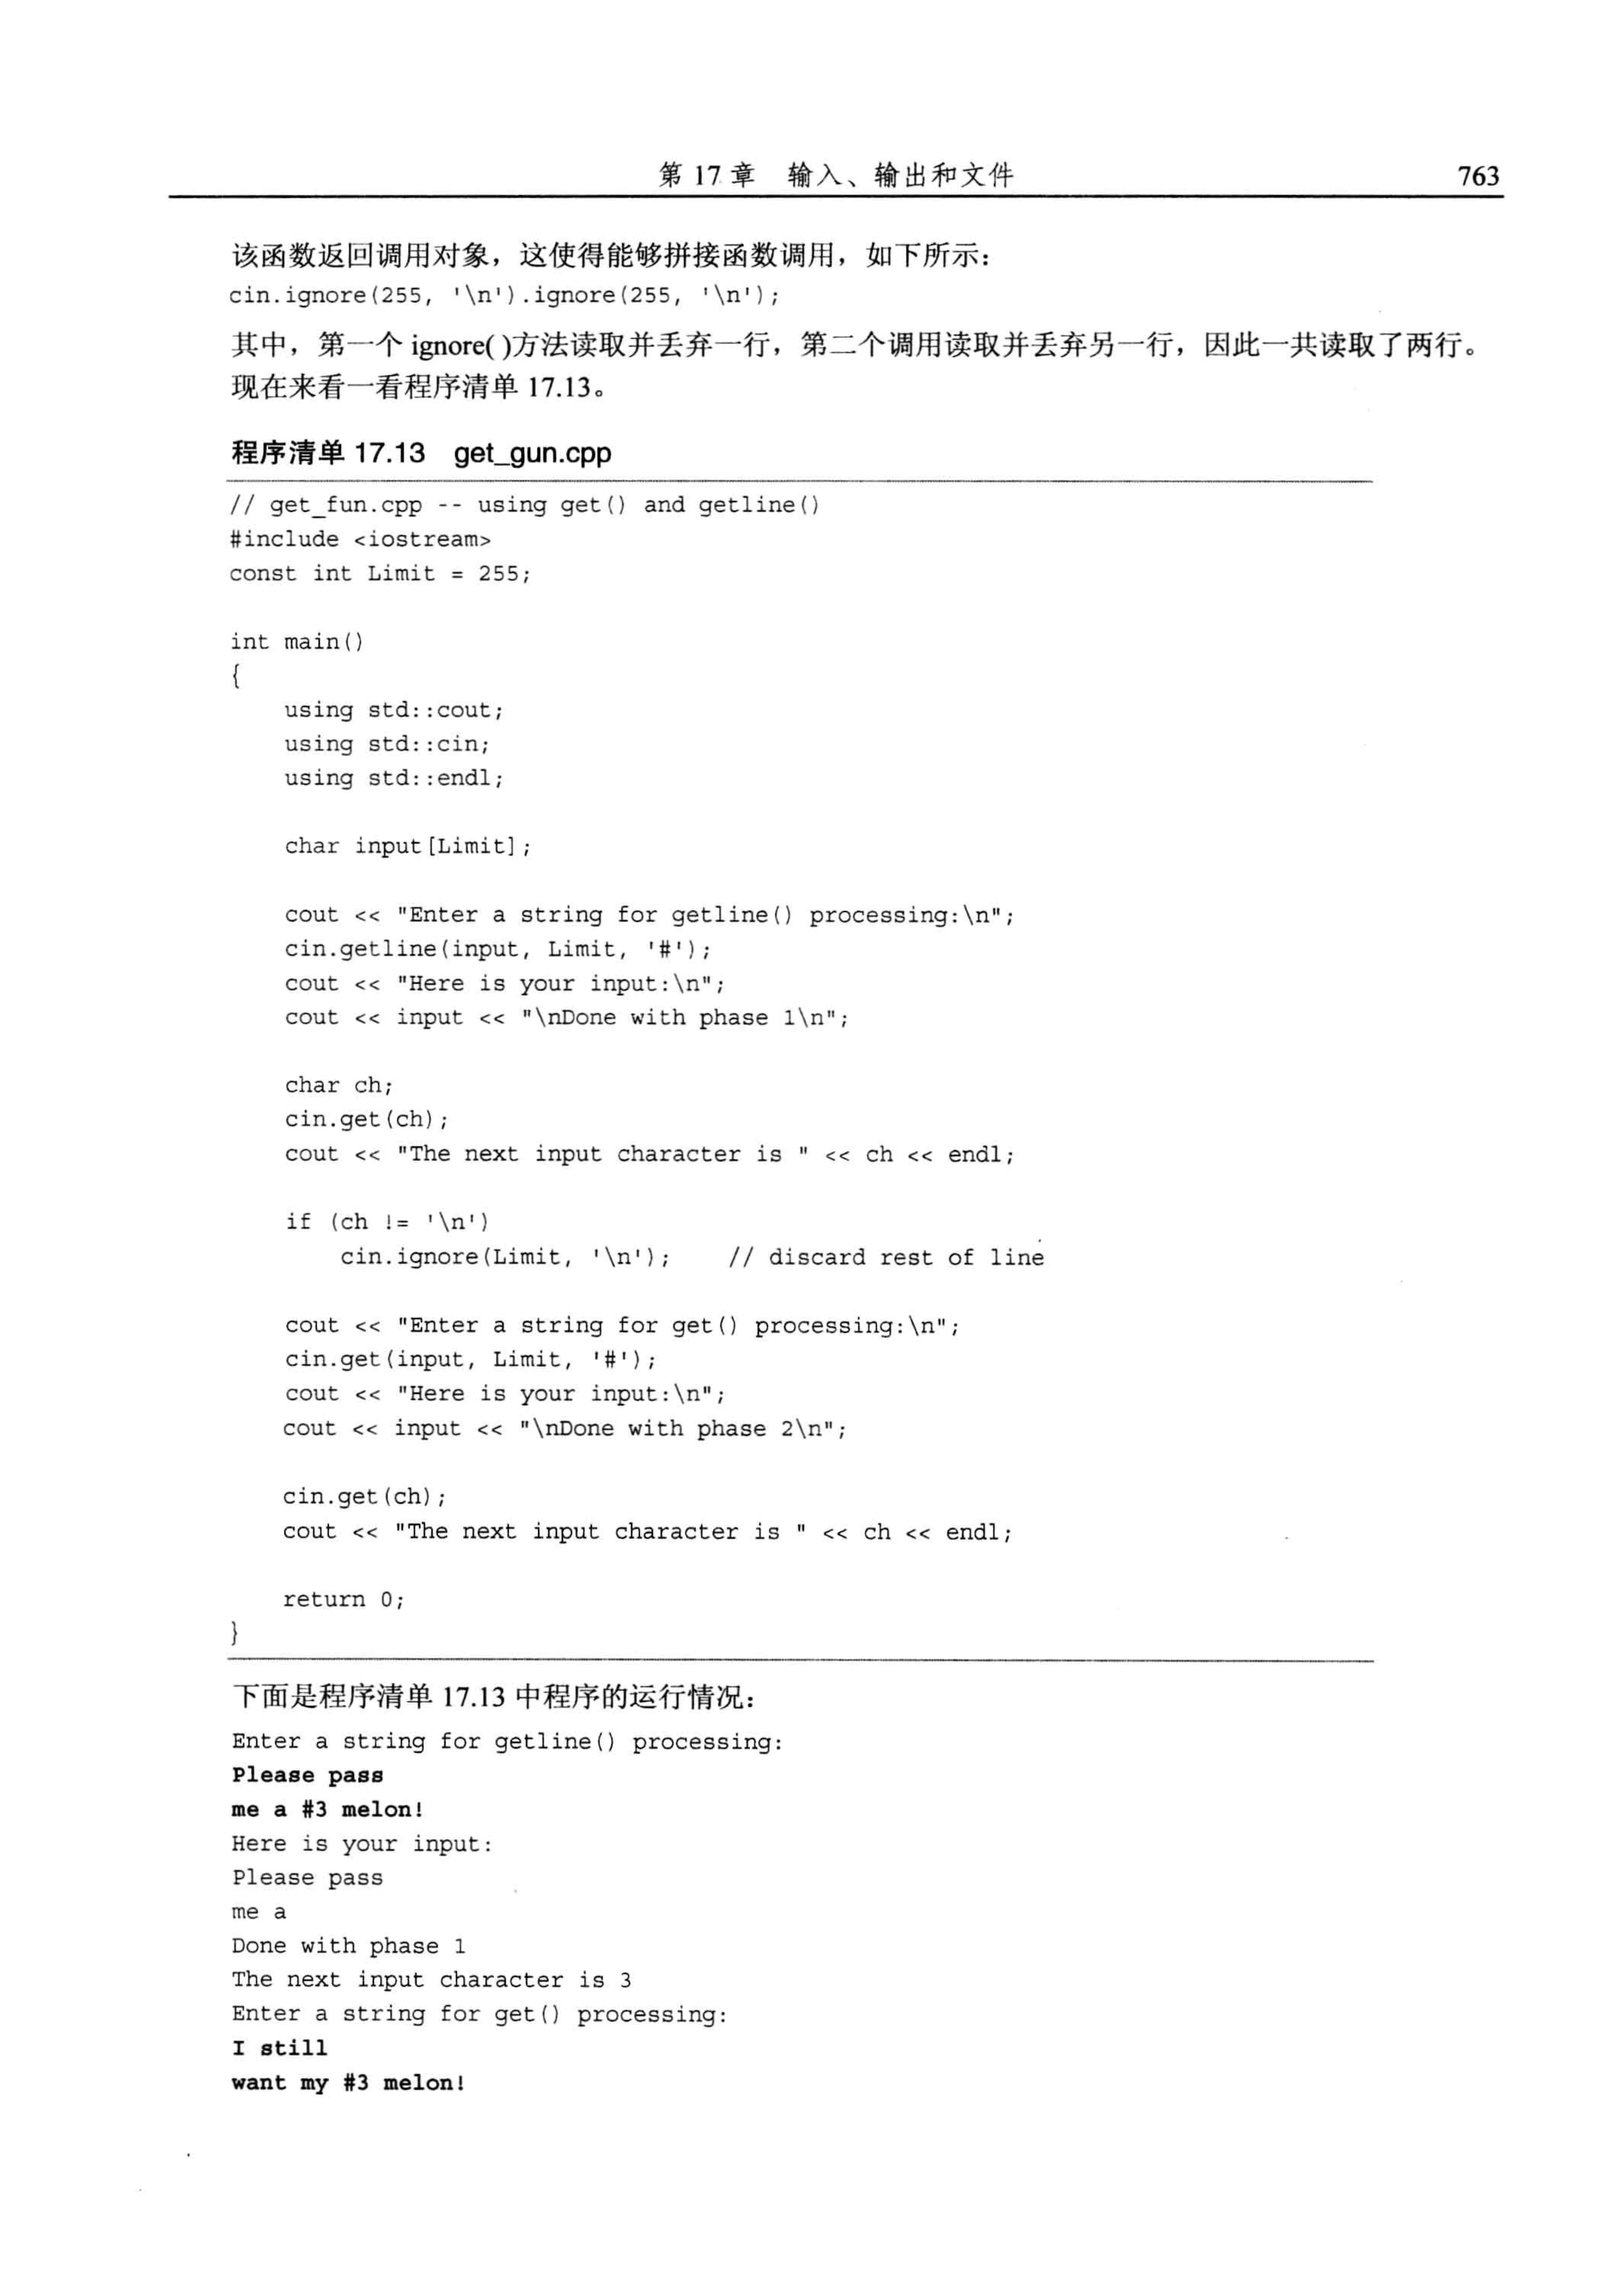 第 17 章 输入、输出和文件 763
该函数返回调用对象，这使得能够拼接函数调用，如下所示：
cin.ignore(255, '\n').ignore(255, '\n');
其中，第一个 ignore( )方法读取并丢弃一行，第二个调用读取并丢弃另一行，因此一共读取了两行。
现在来看一看程序清单 17.13。
程序清单 17.13 get_gun.cpp
// get_fun.cpp -- using get() and getline()
#include <iostream>
const int Limit = 255;
int main()
{
    using std::cout;
    using std::cin;
    using std::endl;
    char input[Limit];
    cout << "Enter a string for getline() processing:\n";
    cin.getline(input, Limit, '#');
    cout << "Here is your input:\n";
    cout << input << "\nDone with phase 1\n";
    char ch;
    cin.get(ch);
    cout << "The next input character is " << ch << endl;
    if (ch != '\n')
        cin.ignore(Limit, '\n');    // discard rest of line
    cout << "Enter a string for get() processing:\n";
    cin.get(input, Limit, '#');
    cout << "Here is your input:\n";
    cout << input << "\nDone with phase 2\n";
    cin.get(ch);
    cout << "The next input character is " << ch << endl;
    return 0;
}
下面是程序清单 17.13 中程序的运行情况：
Enter a string for getline() processing:
Please pass
me a #3 melon!
Here is your input:
Please pass
me a
Done with phase 1
The next input character is 3
Enter a string for get() processing:
I still
want my #3 melon!